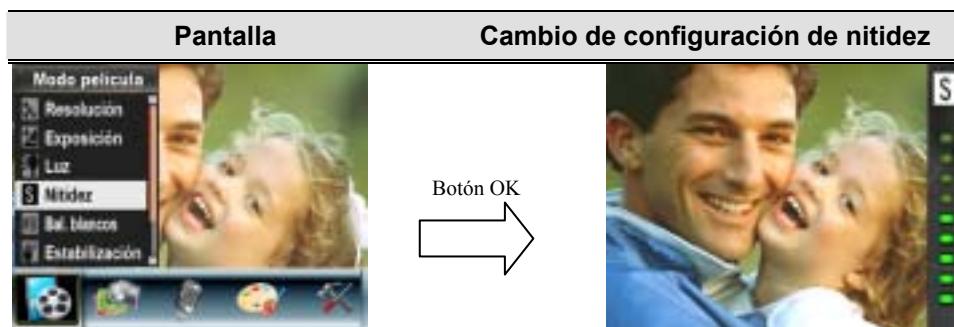 Pantalla
Cambio de configuración de nitidez
Modo película
Resolución
Exposición
Luz
S Nitidez
Bal. blancos
Estabilización
Botón OK
S